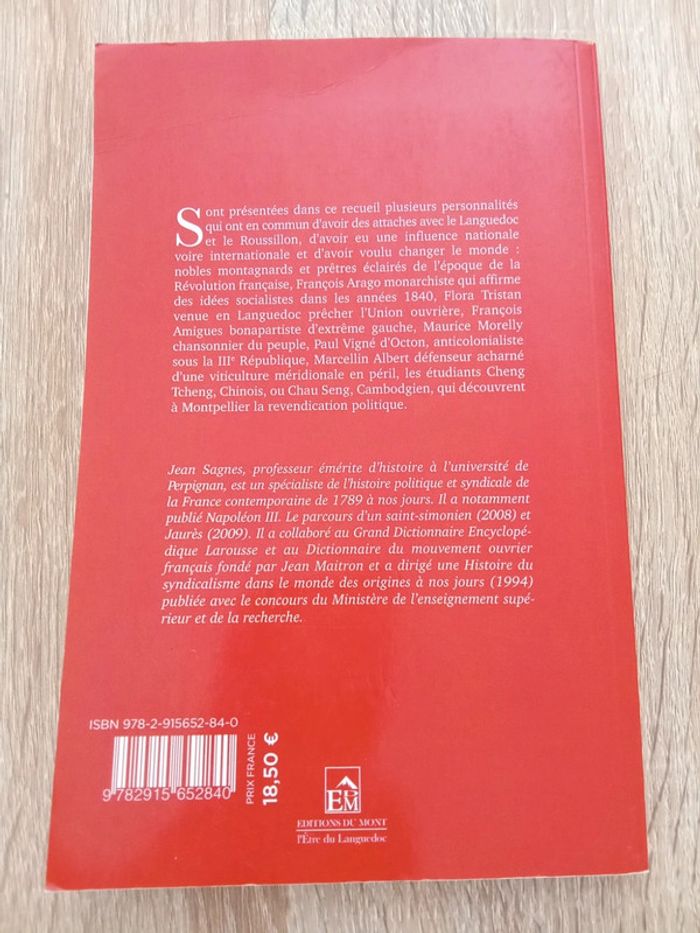 Sont présentées dans ce recueil plusieurs personnalités
qui ont en commun d'avoir des attaches avec le Languedoc
et le Roussillon, d'avoir eu une influence nationale
voire internationale et d'avoir voulu changer le monde :
nobles montagnards et prêtres éclairés de l'époque de la
Révolution française, François Arago monarchiste qui affirme
des idées socialistes dans les années 1840, Flora Tristan
venue en Languedoc prêcher l'Union ouvrière, François
Amigues bonapartiste d'extrême gauche, Maurice Morelly
chansonnier du peuple, Paul Vigné d'Octon, anticolonialiste
sous la IIIe République, Marcellin Albert défenseur acharné
d'une viticulture méridionale en péril, les étudiants Cheng
Tcheng, Chinois, ou Chau Seng, Cambodgien, qui découvrent
à Montpellier la revendication politique.
Jean Sagnes, professeur émérite d'histoire à l'université de
Perpignan, est un spécialiste de l'histoire politique et syndicale de
la France contemporaine de 1789 à nos jours. Il a notamment
publié Napoléon III. Le parcours d'un saint-simonien (2008) et
Jaurès (2009). Il a collaboré au Grand Dictionnaire Encyclopé-
dique Larousse et au Dictionnaire du mouvement ouvrier
français fondé par Jean Maitron et a dirigé une Histoire du
syndicalisme dans le monde des origines à nos jours (1994)
publiée avec le concours du Ministère de l'enseignement supé-
rieur et de la recherche.
ISBN 978-2-915652-84-0
9 782915 652840
PRIX FRANCE
18,50 €
EDM
EDITIONS DU MONT
l'Être du Languedoc